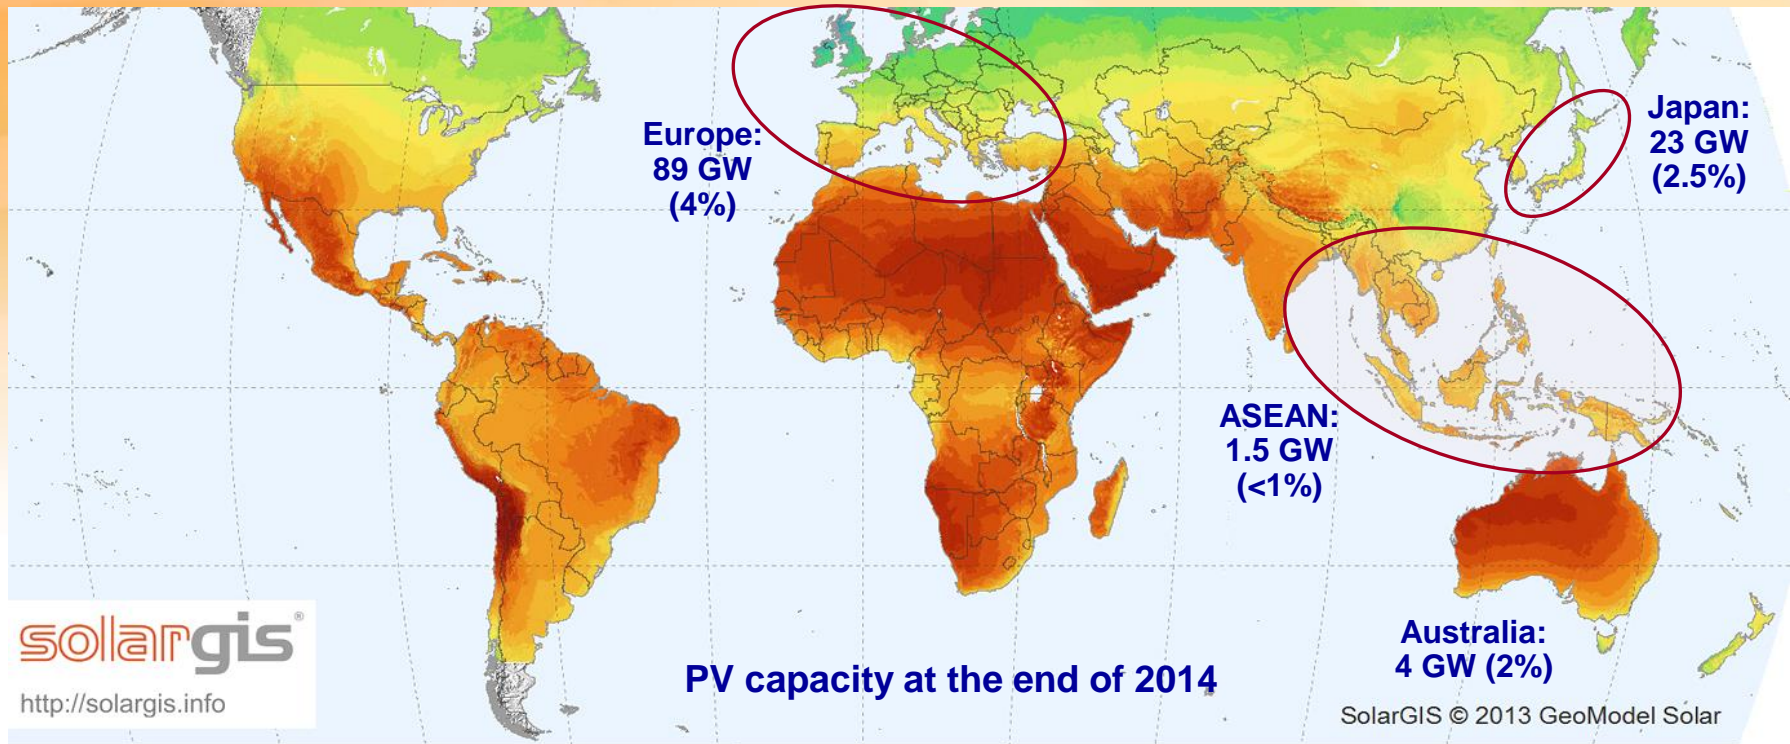 Europe:
89 GW
(4%)
Japan:
23 GW
(2.5%)
ASEAN:
1.5 GW
(<1%)
Australia:
4 GW (2%)
PV capacity at the end of 2014
solargis®
http://solargis.info
SolarGIS © 2013 GeoModel Solar